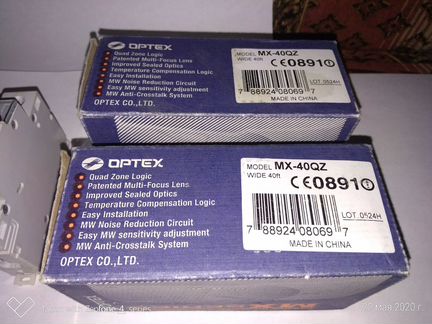 OPTEX
Quad Zone Logic
Patented Multi-Focus Lens
Improved Sealed Optics
Temperature Compensation Logic
Easy Installation
MW Noise Reduction Circuit
Easy MW sensitivity adjustment
MW Anti-Crosstalk System
OPTEX CO., LTD.
MODEL MX-40QZ
WIDE 40ft
CE0891
LOT 0524H
7 88924 08069 7
MADE IN CHINA
OPTEX
Quad Zone Logic
Patented Multi-Focus Lens
Improved Sealed Optics
Temperature Compensation Logic
Easy Installation
MW Noise Reduction Circuit
Easy MW sensitivity adjustment
MW Anti-Crosstalk System
OPTEX CO., LTD.
MODEL MX-40QZ
WIDE 40ft
CE0891
LOT 0524H
7 88924 08069 7
MADE IN CHINA
мая 2020 г.